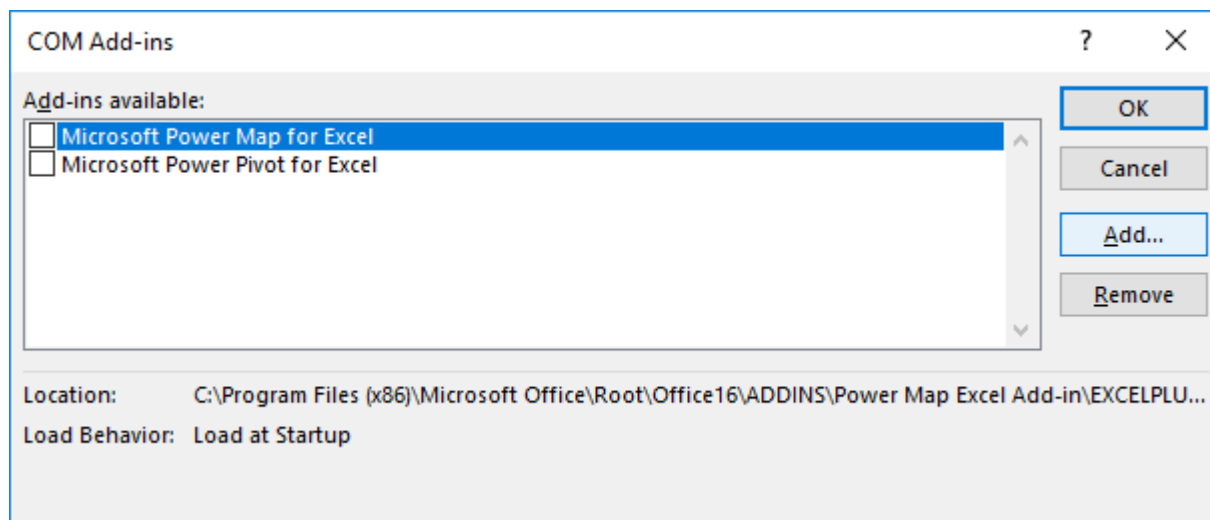 COM Add-ins ?
Add-ins available:
Microsoft Power Map for Excel
Microsoft Power Pivot for Excel
OK
Cancel
Add...
Remove
Location: C:\Program Files (x86)\Microsoft Office\Root\Office16\ADDINS\Power Map Excel Add-in\EXCELPLU...
Load Behavior: Load at Startup